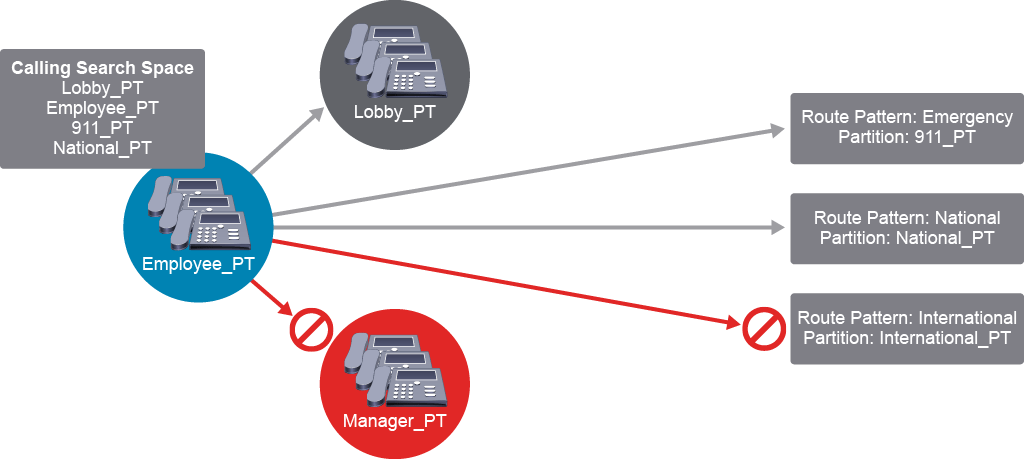 Calling Search Space
Lobby_PT
Employee_PT
911_PT
National_PT
Lobby_PT
Employee_PT
Manager_PT
Route Pattern: Emergency
Partition: 911_PT
Route Pattern: National
Partition: National_PT
Route Pattern: International
Partition: International_PT